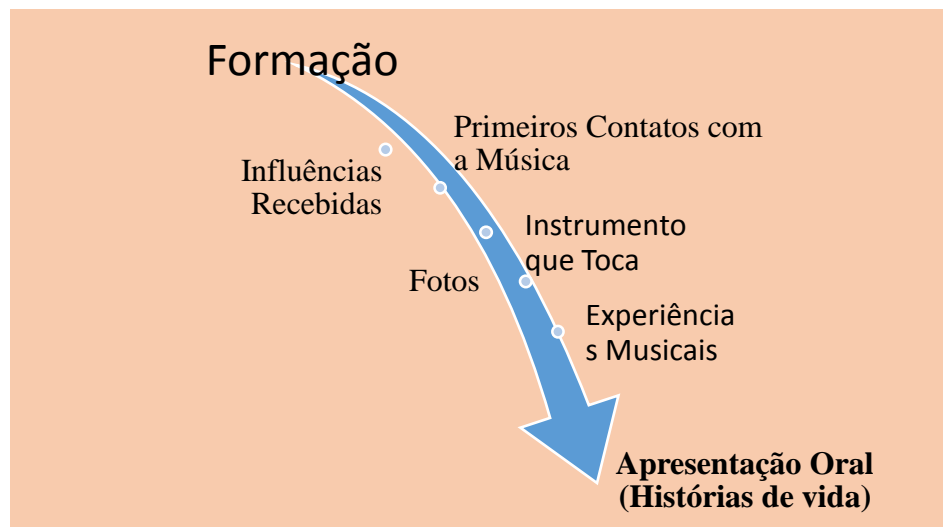 Formação
Primeiros Contatos com
a Música
Influências
Recebidas
Instrumento
que Toca
Fotos
Experiência
s Musicais
Apresentação Oral
(Histórias de vida)